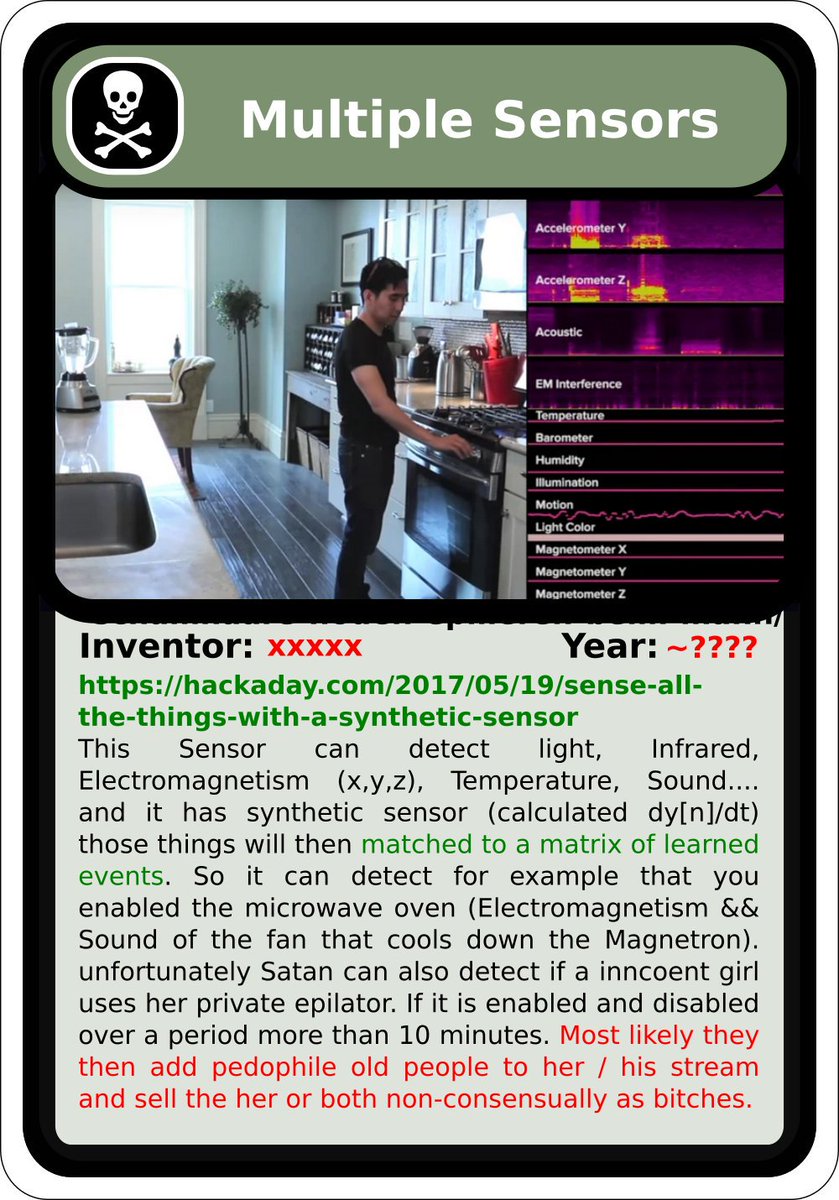 Multiple Sensors
Accelerometer Y
Accelerometer Z
Acoustic
EM Interference
Temperature
Barometer
Humidity
Illumination
Motion
Light Color
Magnetometer X
Magnetometer Y
Magnetometer Z
Inventor: xxxxx Year: ~????
https://hackaday.com/2017/05/19/sense-all-
the-things-with-a-synthetic-sensor
This Sensor can detect light, Infrared,
Electromagnetism (x,y,z), Temperature, Sound....
and it has synthetic sensor (calculated dy[n]/dt)
those things will then matched to a matrix of learned
events. So it can detect for example that you
enabled the microwave oven (Electromagnetism &&
Sound of the fan that cools down the Magnetron).
unfortunately Satan can also detect if a inncoent girl
uses her private epilator. If it is enabled and disabled
over a period more than 10 minutes. Most likely they
then add pedophile old people to her / his stream
and sell the her or both non-consensually as bitches.